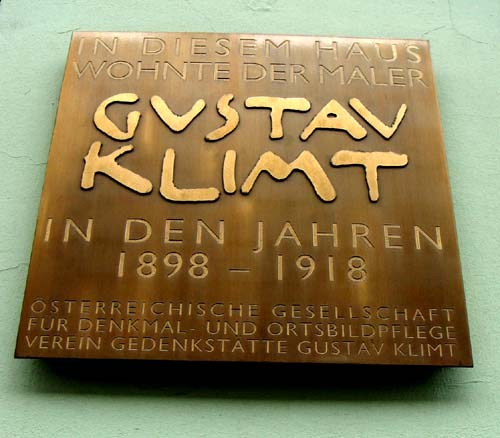 IN DIESEM HAUS
WOHNTE DER MALER
GUSTAV
KLIMT
IN DEN JAHREN
1898 – 1918
ÖSTERREICHISCHE GESELLSCHAFT
FÜR DENKMAL- UND ORTSBILDPFLEGE
VEREIN GEDENKSTÄTTE GUSTAV KLIMT